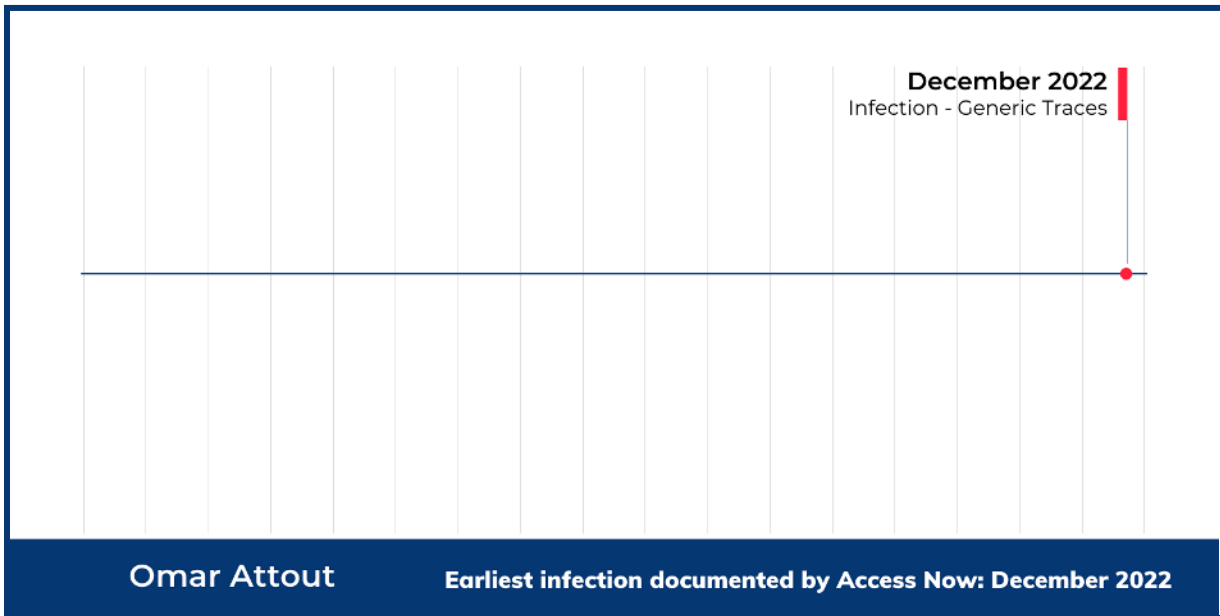 December 2022
Infection - Generic Traces
Omar Attout
Earliest infection documented by Access Now: December 2022